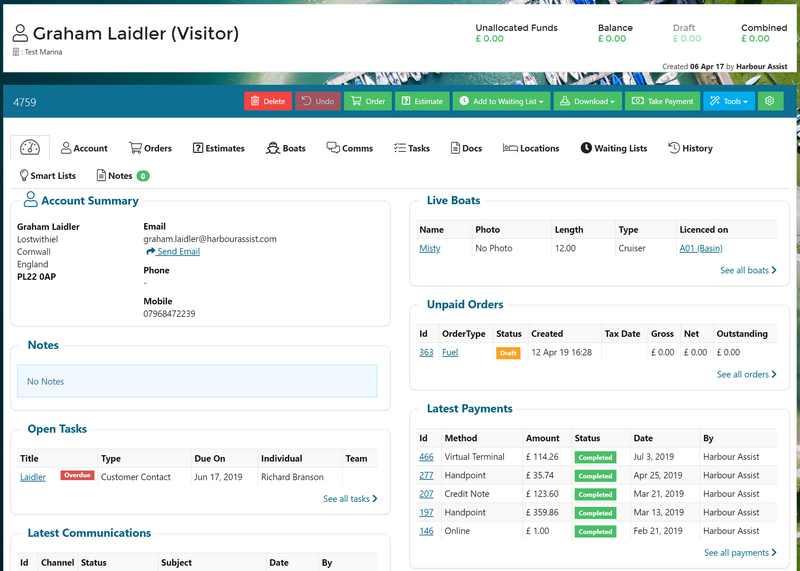 Graham Laidler (Visitor)
: Test Marina
Unallocated Funds
£ 0.00
Balance
£ 0.00
Draft
£ 0.00
Combined
£ 0.00
Created 06 Apr 17 by Harbour Assist
4759
Delete
Undo
Order
Estimate
Add to Waiting List
Download
Take Payment
Tools
Account
Orders
Estimates
Boats
Comms
Tasks
Docs
Locations
Waiting Lists
History
Smart Lists
Notes 0
Account Summary
Graham Laidler
Lostwithiel
Cornwall
England
PL22 0AP
Email
graham.laidler@harbourassist.com
Send Email
Phone
-
Mobile
07968472239
Notes
No Notes
Open Tasks
Title Type Due On Individual Team
Laidler Overdue Customer Contact Jun 17, 2019 Richard Branson
See all tasks
Latest Communications
Id Channel Status Subject Date By
Live Boats
Name Photo Length Type Licenced on
Misty No Photo 12.00 Cruiser A01 (Basin)
See all boats
Unpaid Orders
Id OrderType Status Created Tax Date Gross Net Outstanding
363 Fuel Draft 12 Apr 19 16:28 £ 0.00 £ 0.00 £ 0.00
See all orders
Latest Payments
Id Method Amount Status Date By
466 Virtual Terminal £ 114.26 Completed Jul 3, 2019 Harbour Assist
277 Handpoint £ 35.74 Completed Apr 25, 2019 Harbour Assist
207 Credit Note £ 123.60 Completed Mar 21, 2019 Harbour Assist
197 Handpoint £ 359.86 Completed Mar 13, 2019 Harbour Assist
146 Online £ 1.00 Completed Feb 21, 2019 Harbour Assist
See all payments